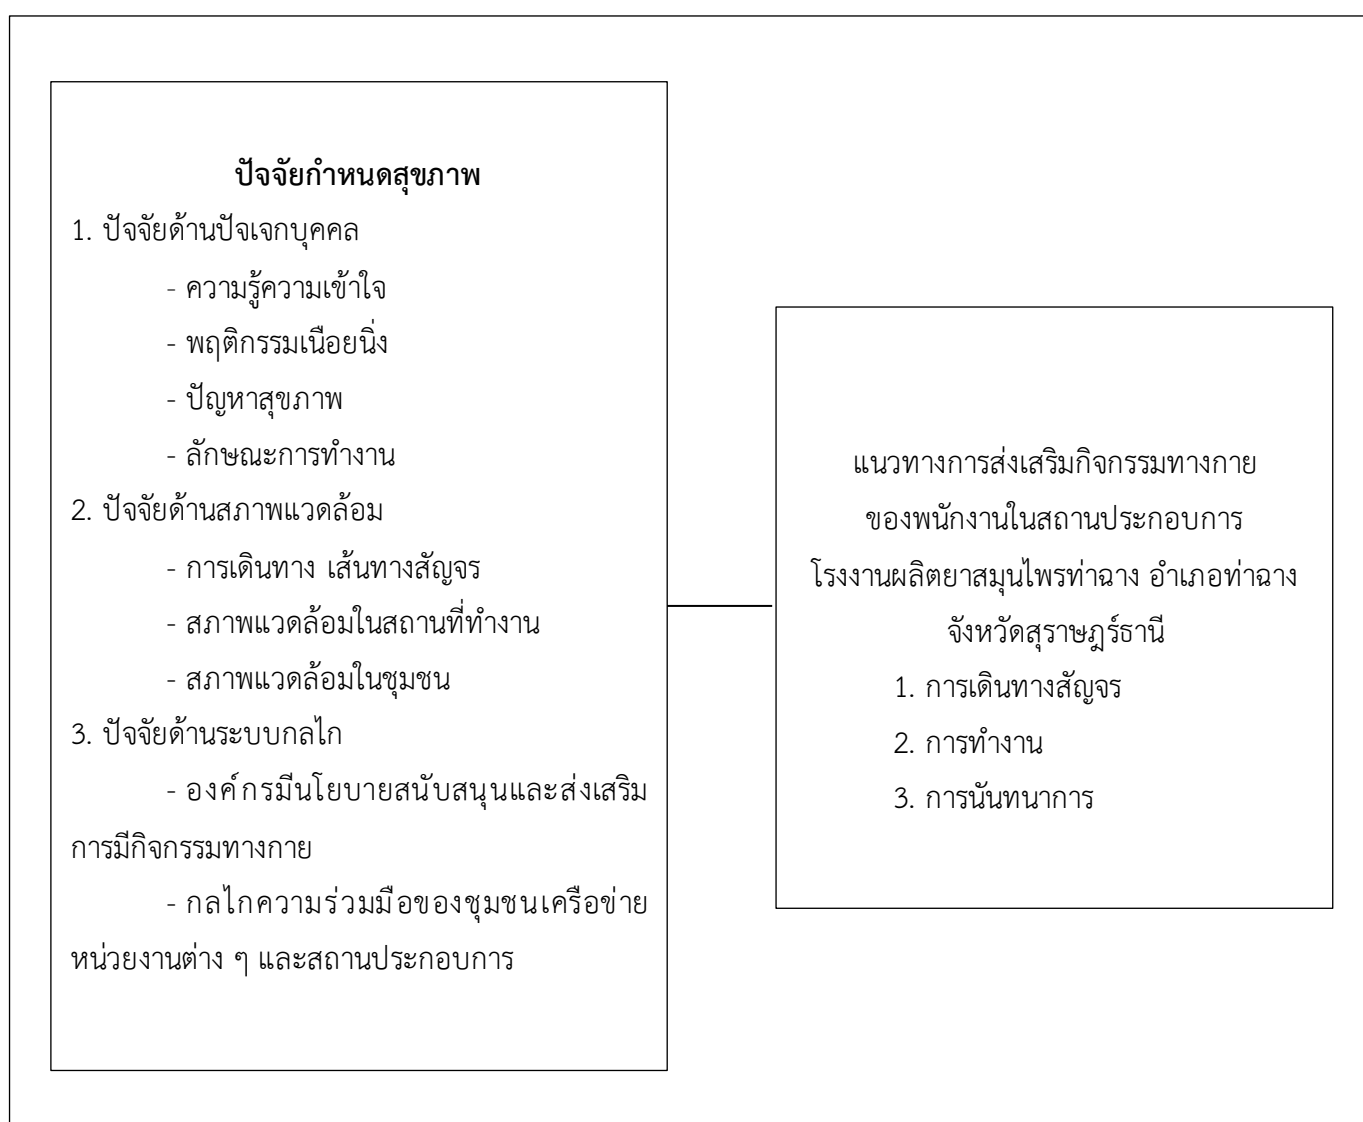 ปัจจัยกำหนดสุขภาพ
1. ปัจจัยด้านปัจเจกบุคคล
- ความรู้ความเข้าใจ
- พฤติกรรมเนือยนิ่ง
- ปัญหาสุขภาพ
- ลักษณะการทำงาน
2. ปัจจัยด้านสภาพแวดล้อม
- การเดินทาง เส้นทางสัญจร
- สภาพแวดล้อมในสถานที่ทำงาน
- สภาพแวดล้อมในชุมชน
3. ปัจจัยด้านระบบกลไก
- องค์กรมีนโยบายสนับสนุนและส่งเสริม
การมีกิจกรรมทางกาย
- กลไกความร่วมมือของชุมชนเครือข่าย
หน่วยงานต่าง ๆ และสถานประกอบการ
แนวทางการส่งเสริมกิจกรรมทางกาย
ของพนักงานในสถานประกอบการ
โรงงานผลิตยาสมุนไพรท่าฉาง อำเภอท่าฉาง
จังหวัดสุราษฎร์ธานี
1. การเดินทางสัญจร
2. การทำงาน
3. การนันทนาการ